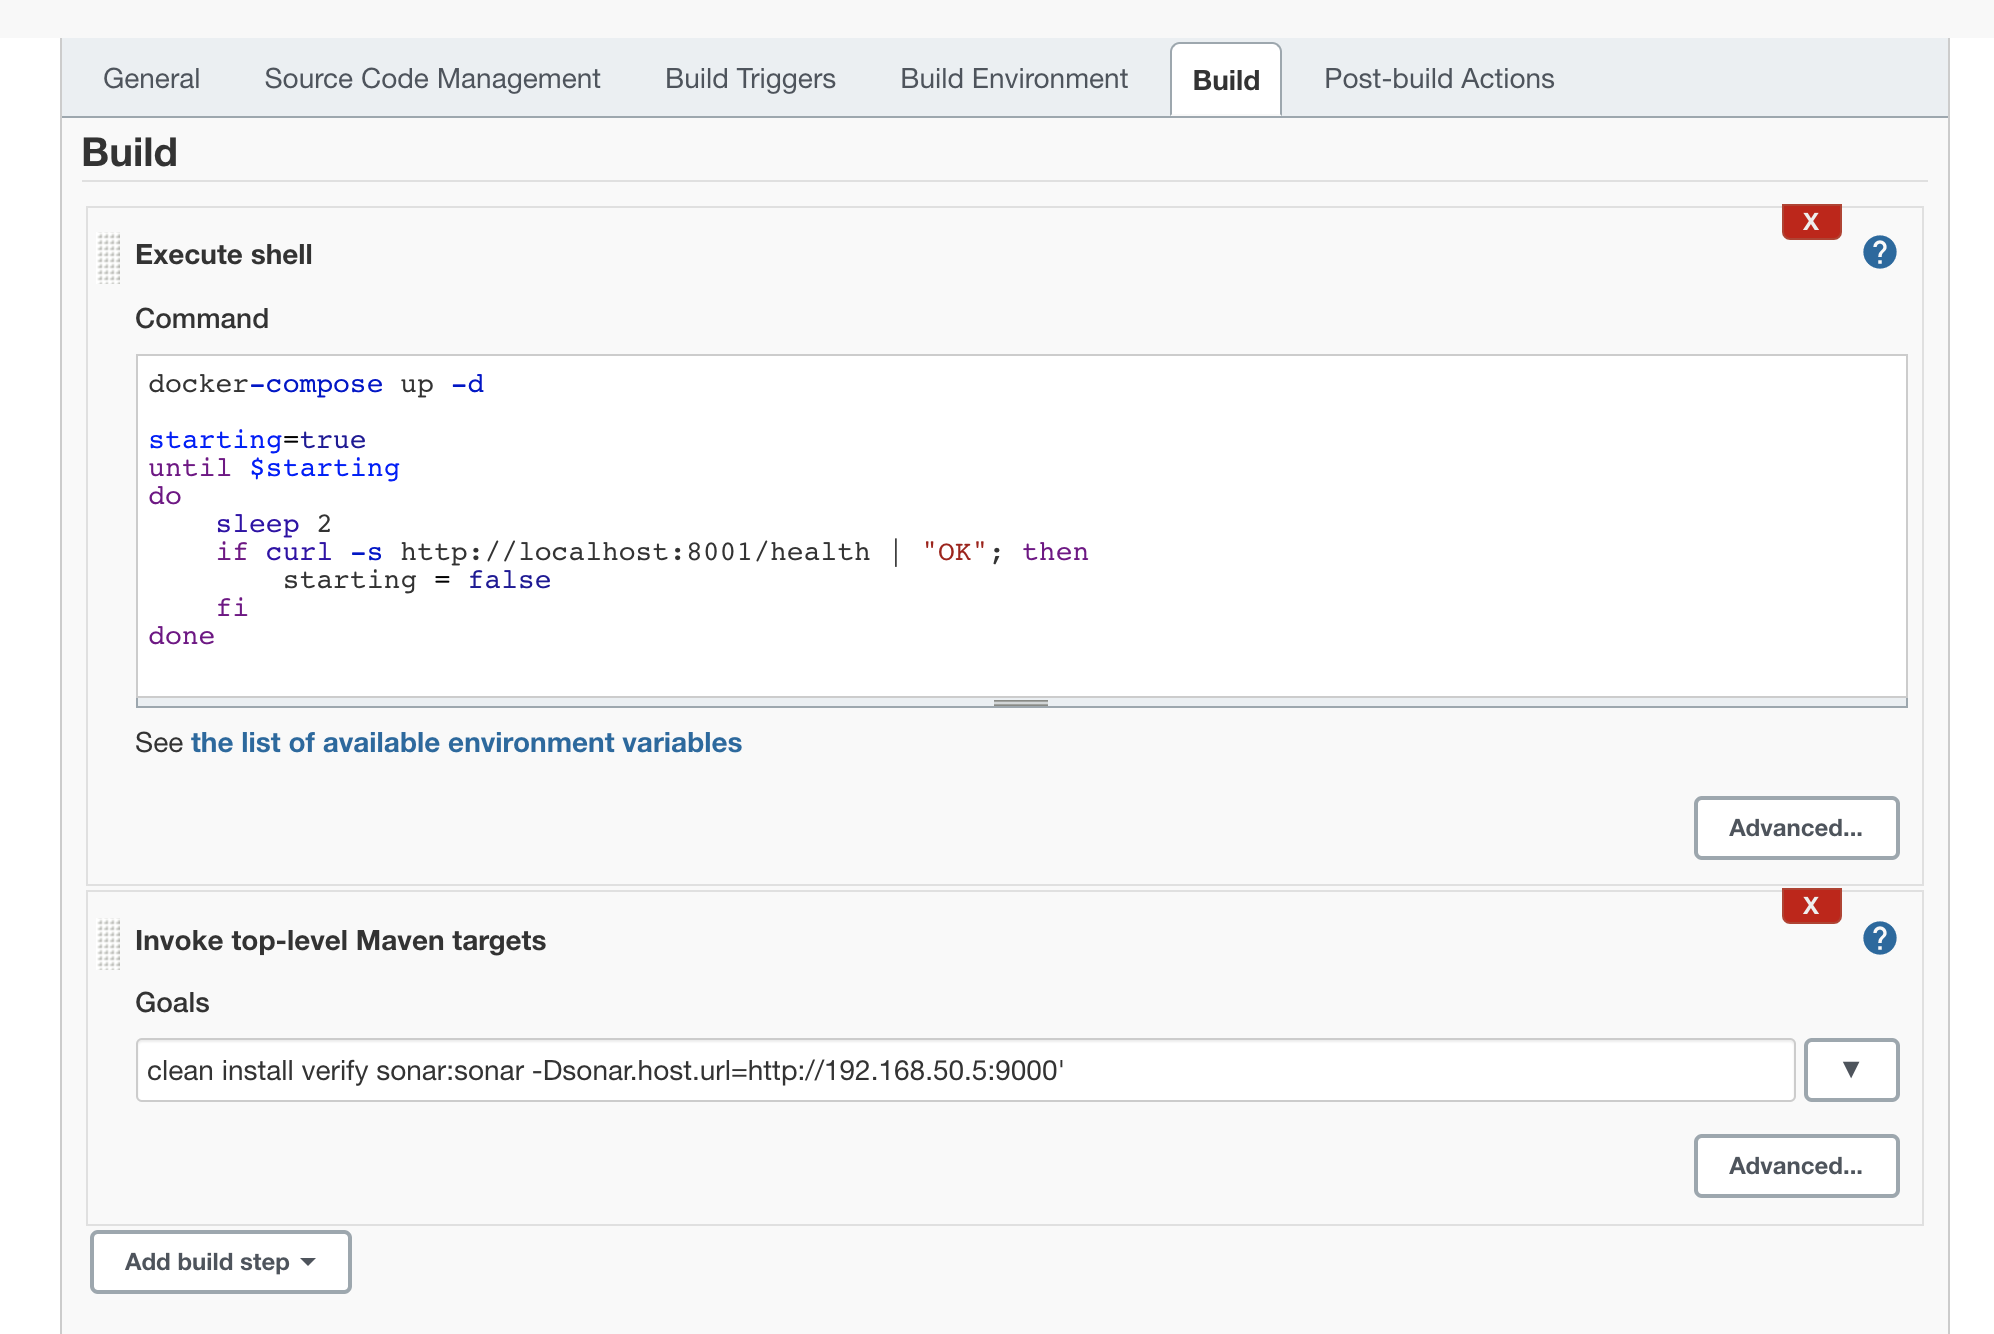 General Source Code Management Build Triggers Build Environment Build Post-build Actions
Build
X
Execute shell
?
Command
docker-compose up -d
starting=true
until $starting
do
    sleep 2
    if curl -s http://localhost:8001/health | "OK"; then
        starting = false
    fi
done
See the list of available environment variables
Advanced...
X
Invoke top-level Maven targets
?
Goals
clean install verify sonar:sonar -Dsonar.host.url=http://192.168.50.5:9000'
Advanced...
Add build step